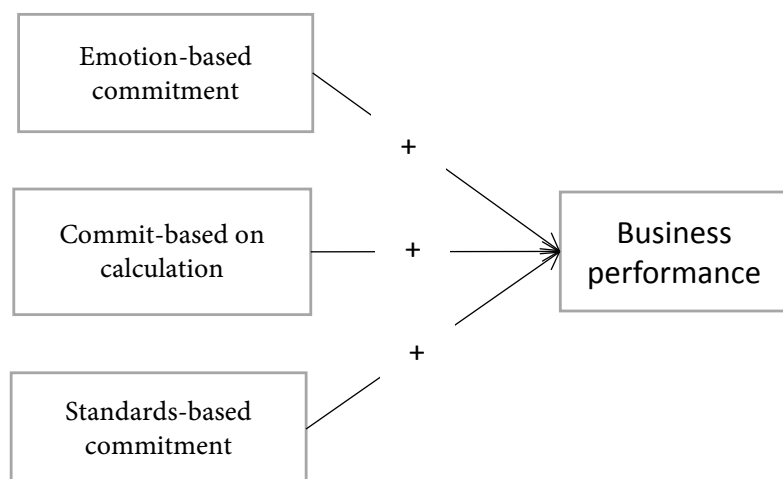 Emotion-based
commitment
+
Commit-based on
calculation
+
Business
performance
+
Standards-based
commitment